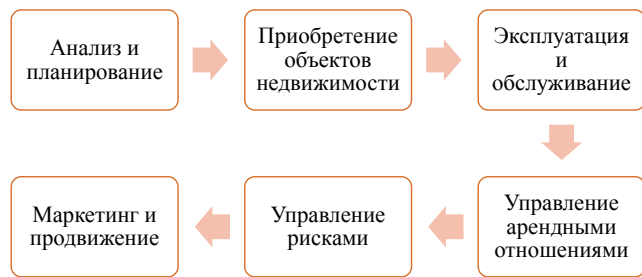 Анализ и
планирование
Приобретение
объектов
недвижимости
Эксплуатация
и
обслуживание
Управление
арендными
отношениями
Управление
рисками
Маркетинг и
продвижение